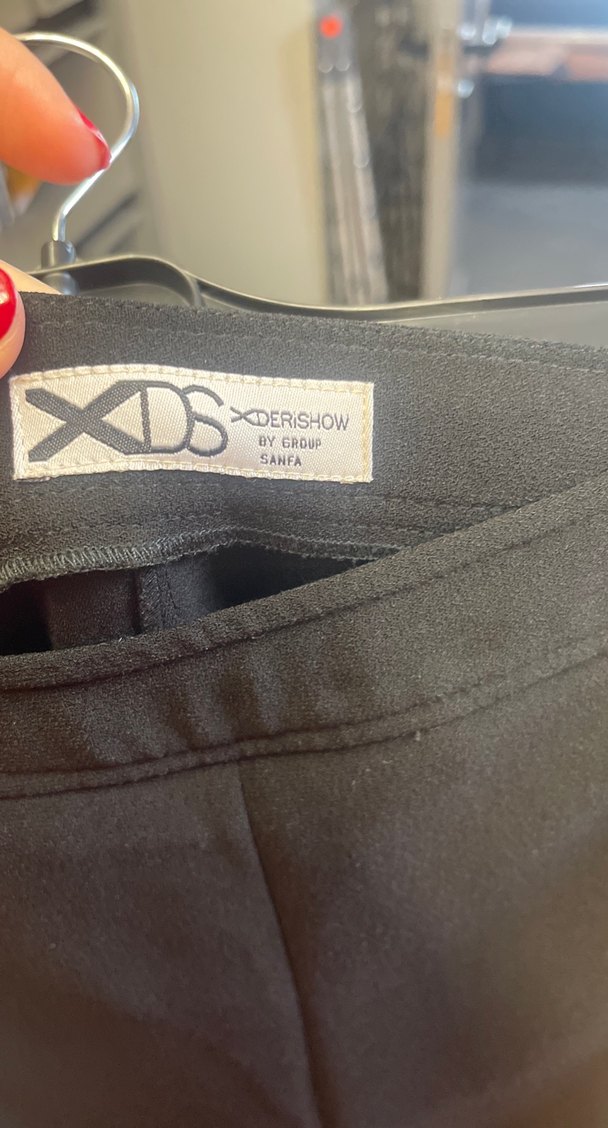 XDS
XDERiSHOW
BY GROUP
SANFA